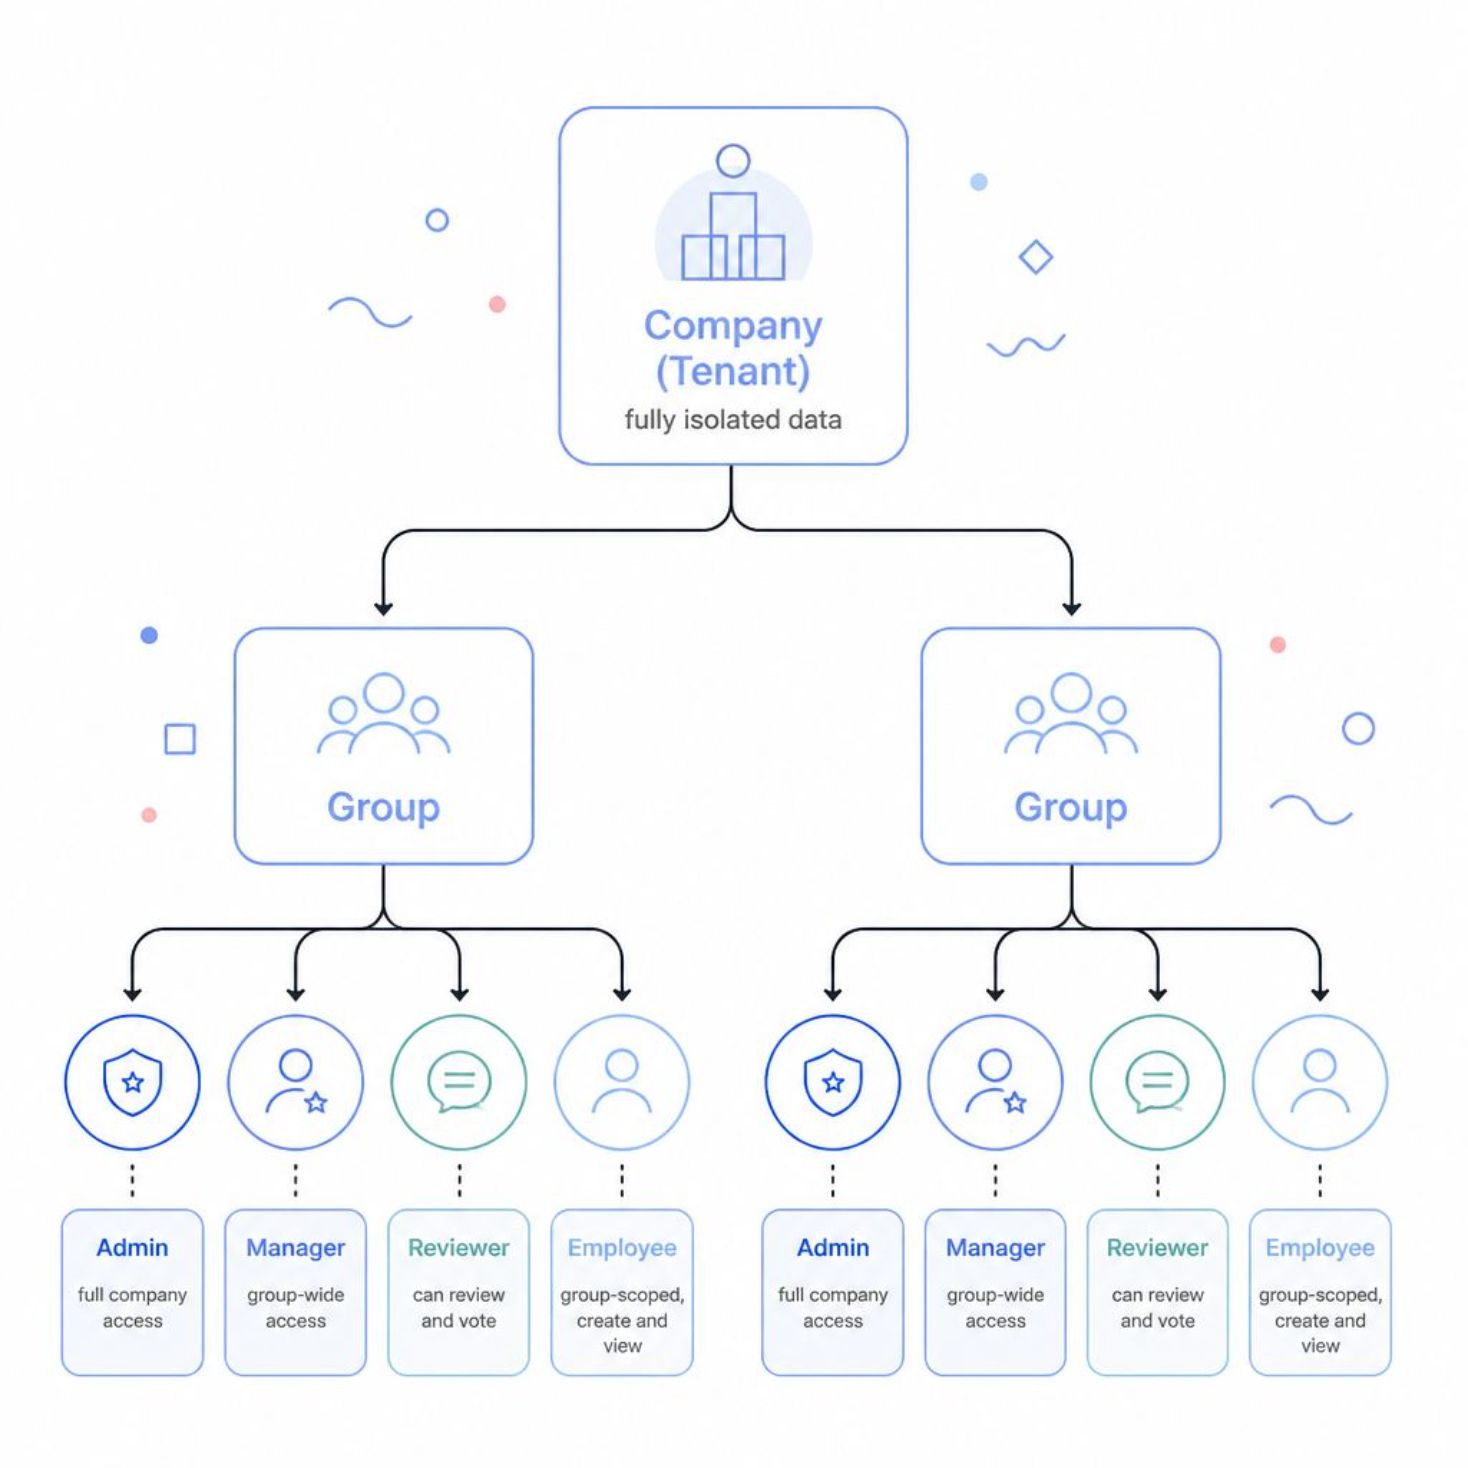 Company
(Tenant)
fully isolated data
Group
Group
Admin
full company
access
Manager
group-wide
access
Reviewer
can review
and vote
Employee
group-scoped,
create and
view
Admin
full company
access
Manager
group-wide
access
Reviewer
can review
and vote
Employee
group-scoped,
create and
view